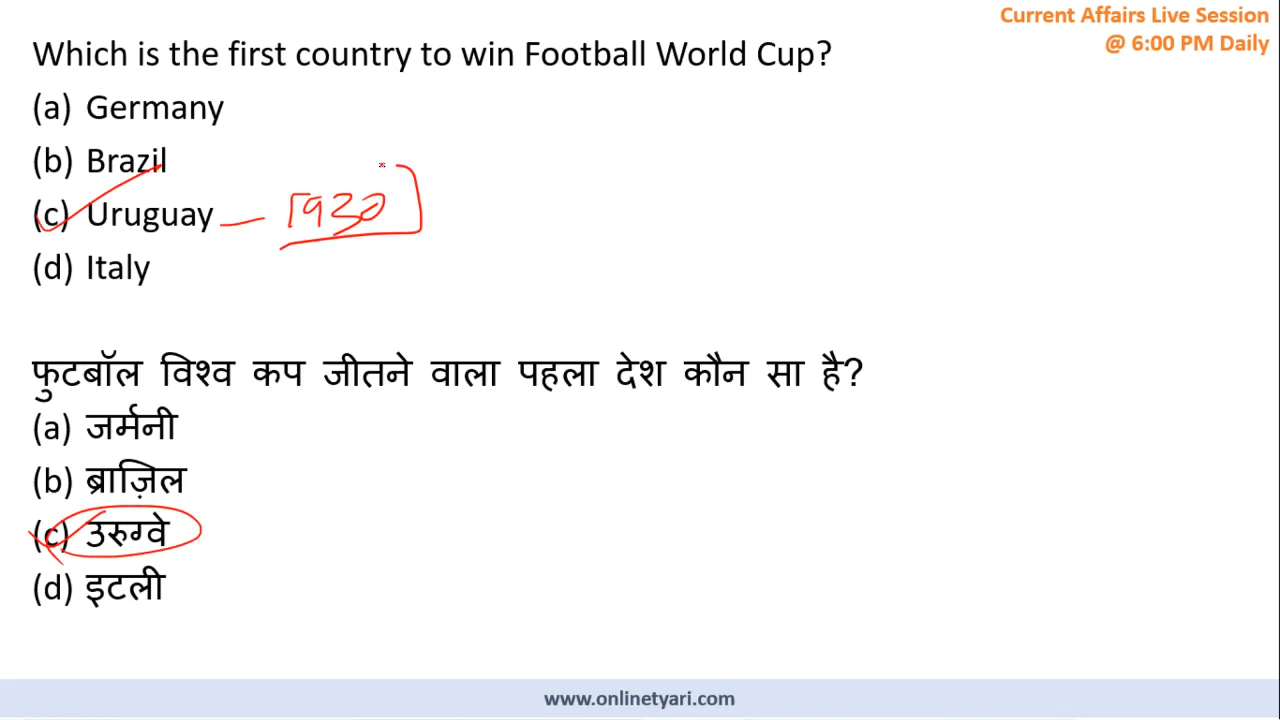 Current Affairs Live Session
@ 6:00 PM Daily
Which is the first country to win Football World Cup?
(a) Germany
(b) Brazil
(c) Uruguay – 1930
(d) Italy
फुटबॉल विश्व कप जीतने वाला पहला देश कौन सा है?
(a) जर्मनी
(b) ब्राज़िल
(c) उरुग्वे
(d) इटली
www.onlinetyari.com